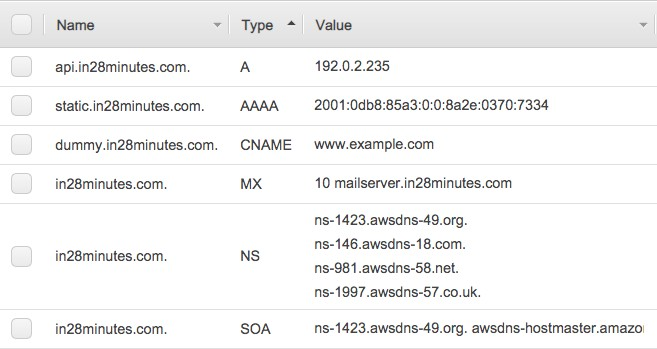 Name Type Value
api.in28minutes.com. A 192.0.2.235
static.in28minutes.com. AAAA 2001:0db8:85a3:0:0:8a2e:0370:7334
dummy.in28minutes.com. CNAME www.example.com
in28minutes.com. MX 10 mailserver.in28minutes.com
in28minutes.com. NS ns-1423.awsdns-49.org.
ns-146.awsdns-18.com.
ns-981.awsdns-58.net.
ns-1997.awsdns-57.co.uk.
in28minutes.com. SOA ns-1423.awsdns-49.org. awsdns-hostmaster.amazo